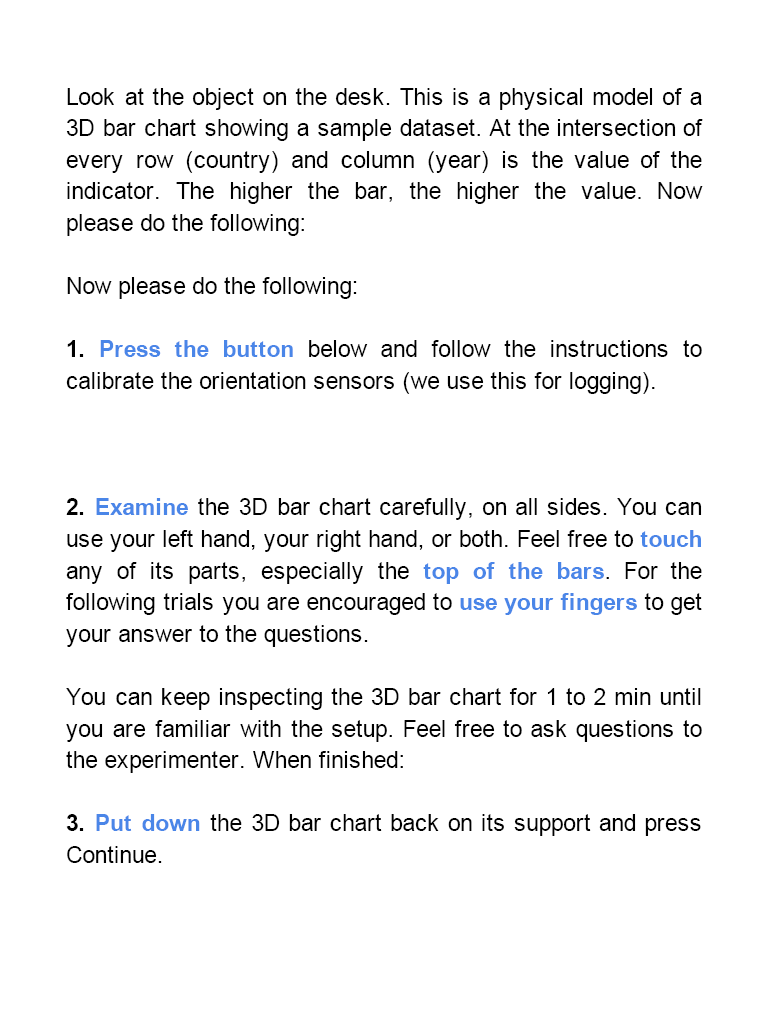 Look at the object on the desk. This is a physical model of a
3D bar chart showing a sample dataset. At the intersection of
every row (country) and column (year) is the value of the
indicator. The higher the bar, the higher the value. Now
please do the following:
Now please do the following:
1. Press the button below and follow the instructions to
calibrate the orientation sensors (we use this for logging).
2. Examine the 3D bar chart carefully, on all sides. You can
use your left hand, your right hand, or both. Feel free to touch
any of its parts, especially the top of the bars. For the
following trials you are encouraged to use your fingers to get
your answer to the questions.
You can keep inspecting the 3D bar chart for 1 to 2 min until
you are familiar with the setup. Feel free to ask questions to
the experimenter. When finished:
3. Put down the 3D bar chart back on its support and press
Continue.